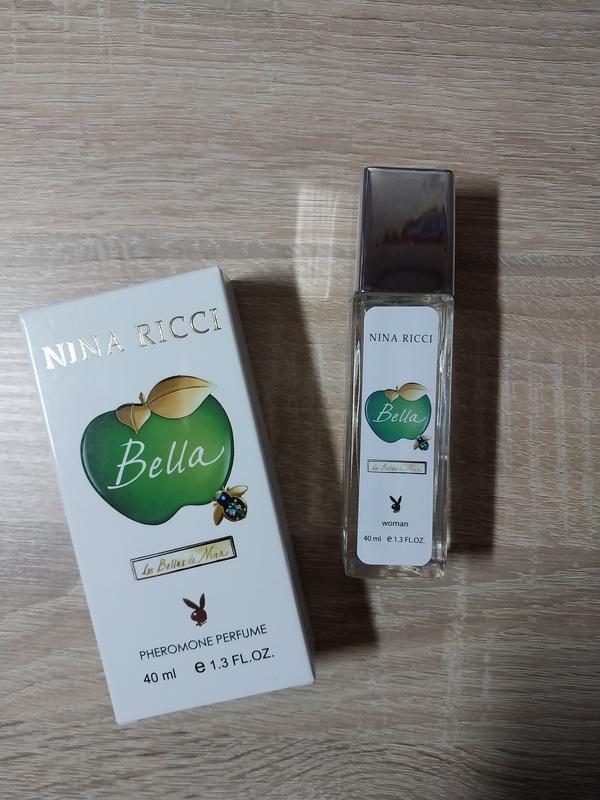 NINA RICCI
Bella
Les Belles de Nina
PHEROMONE PERFUME
40 ml e 1.3 FL.OZ.
NINA RICCI
Bella
Les Belles de Nina
woman
40 ml e 1.3 FL.OZ.